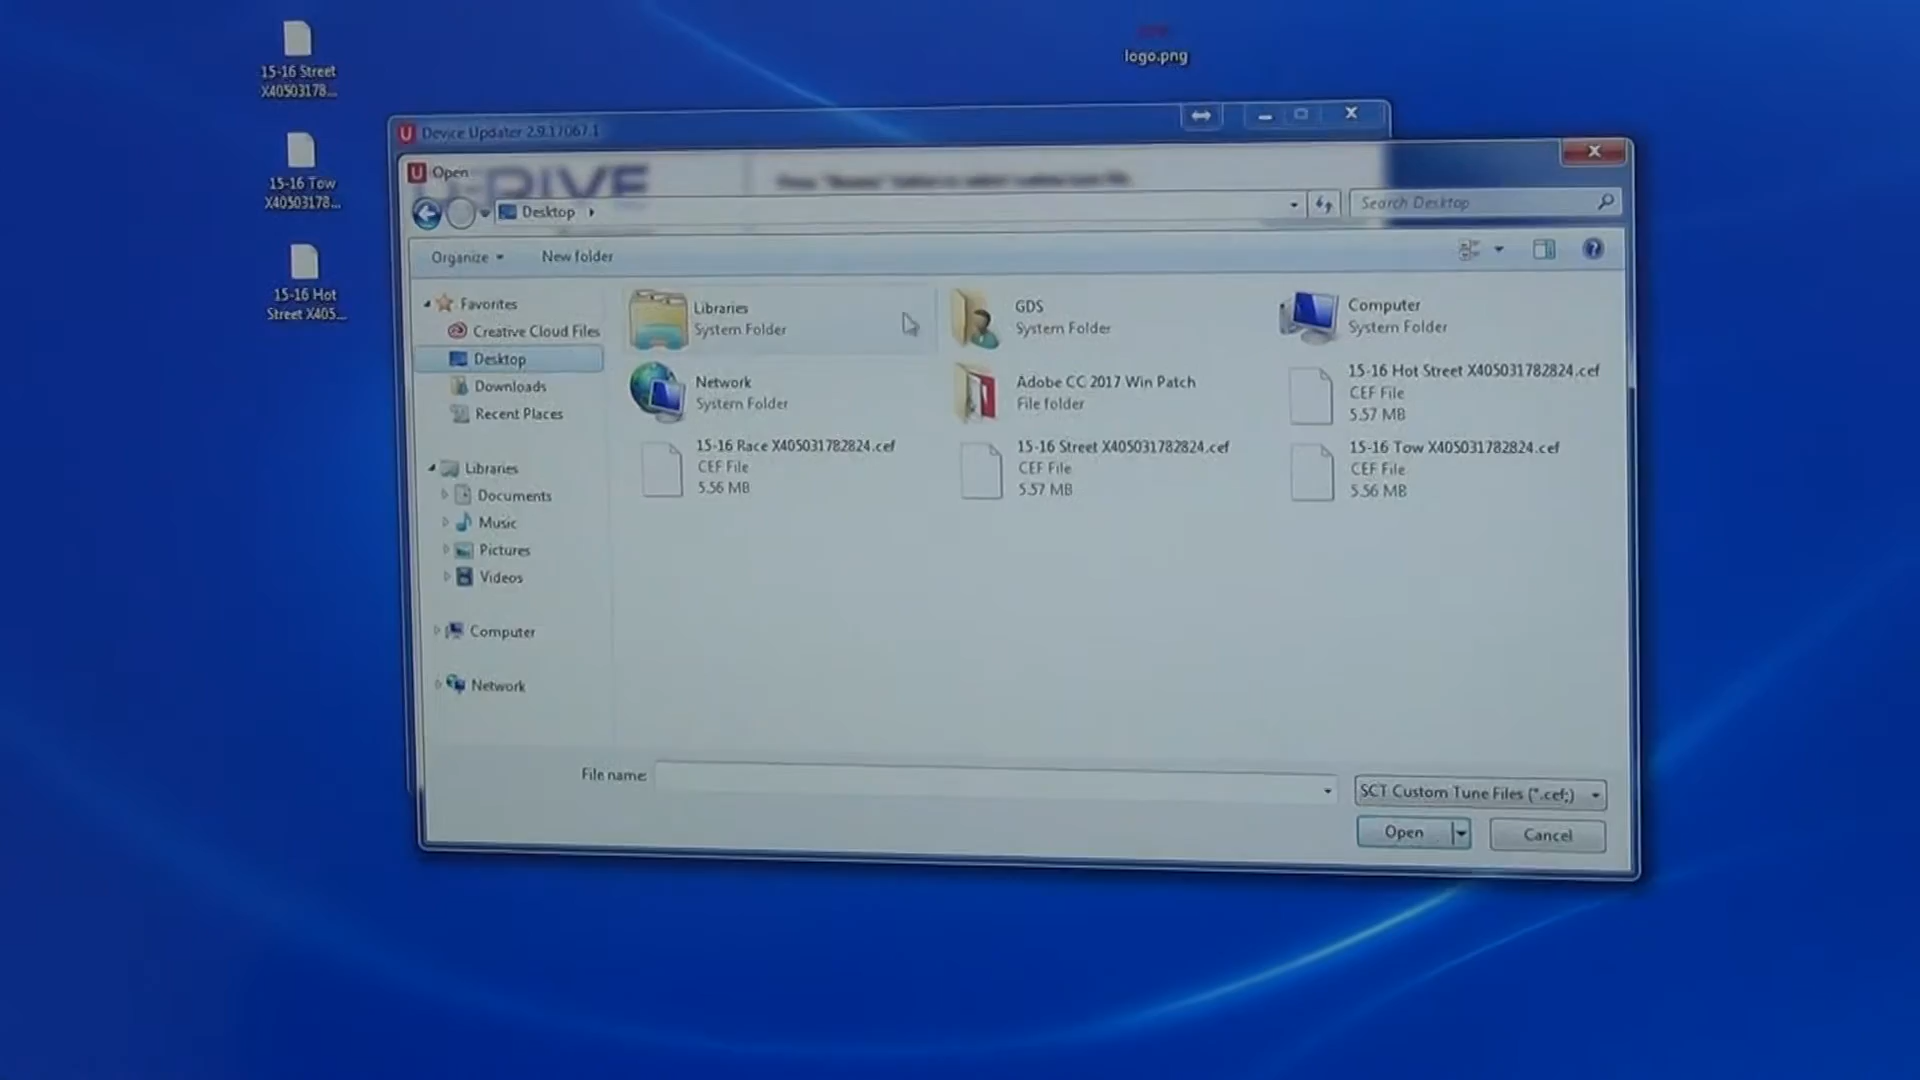 15-16 Street
X40503178...
15-16 Tow
X40503178...
15-16 Hot
Street X405...
logo.png
Device Updater 2.9.17067.1
Open
Desktop
Search Desktop
Organize
New folder
Favorites
Creative Cloud Files
Desktop
Downloads
Recent Places
Libraries
Documents
Music
Pictures
Videos
Computer
Network
Libraries
System Folder
GDS
System Folder
Computer
System Folder
Network
System Folder
Adobe CC 2017 Win Patch
File folder
15-16 Hot Street X405031782824.cef
CEF File
5.57 MB
15-16 Race X405031782824.cef
CEF File
5.56 MB
15-16 Street X405031782824.cef
CEF File
5.57 MB
15-16 Tow X405031782824.cef
CEF File
5.56 MB
File name:
SCT Custom Tune Files (*.cef;)
Open
Cancel